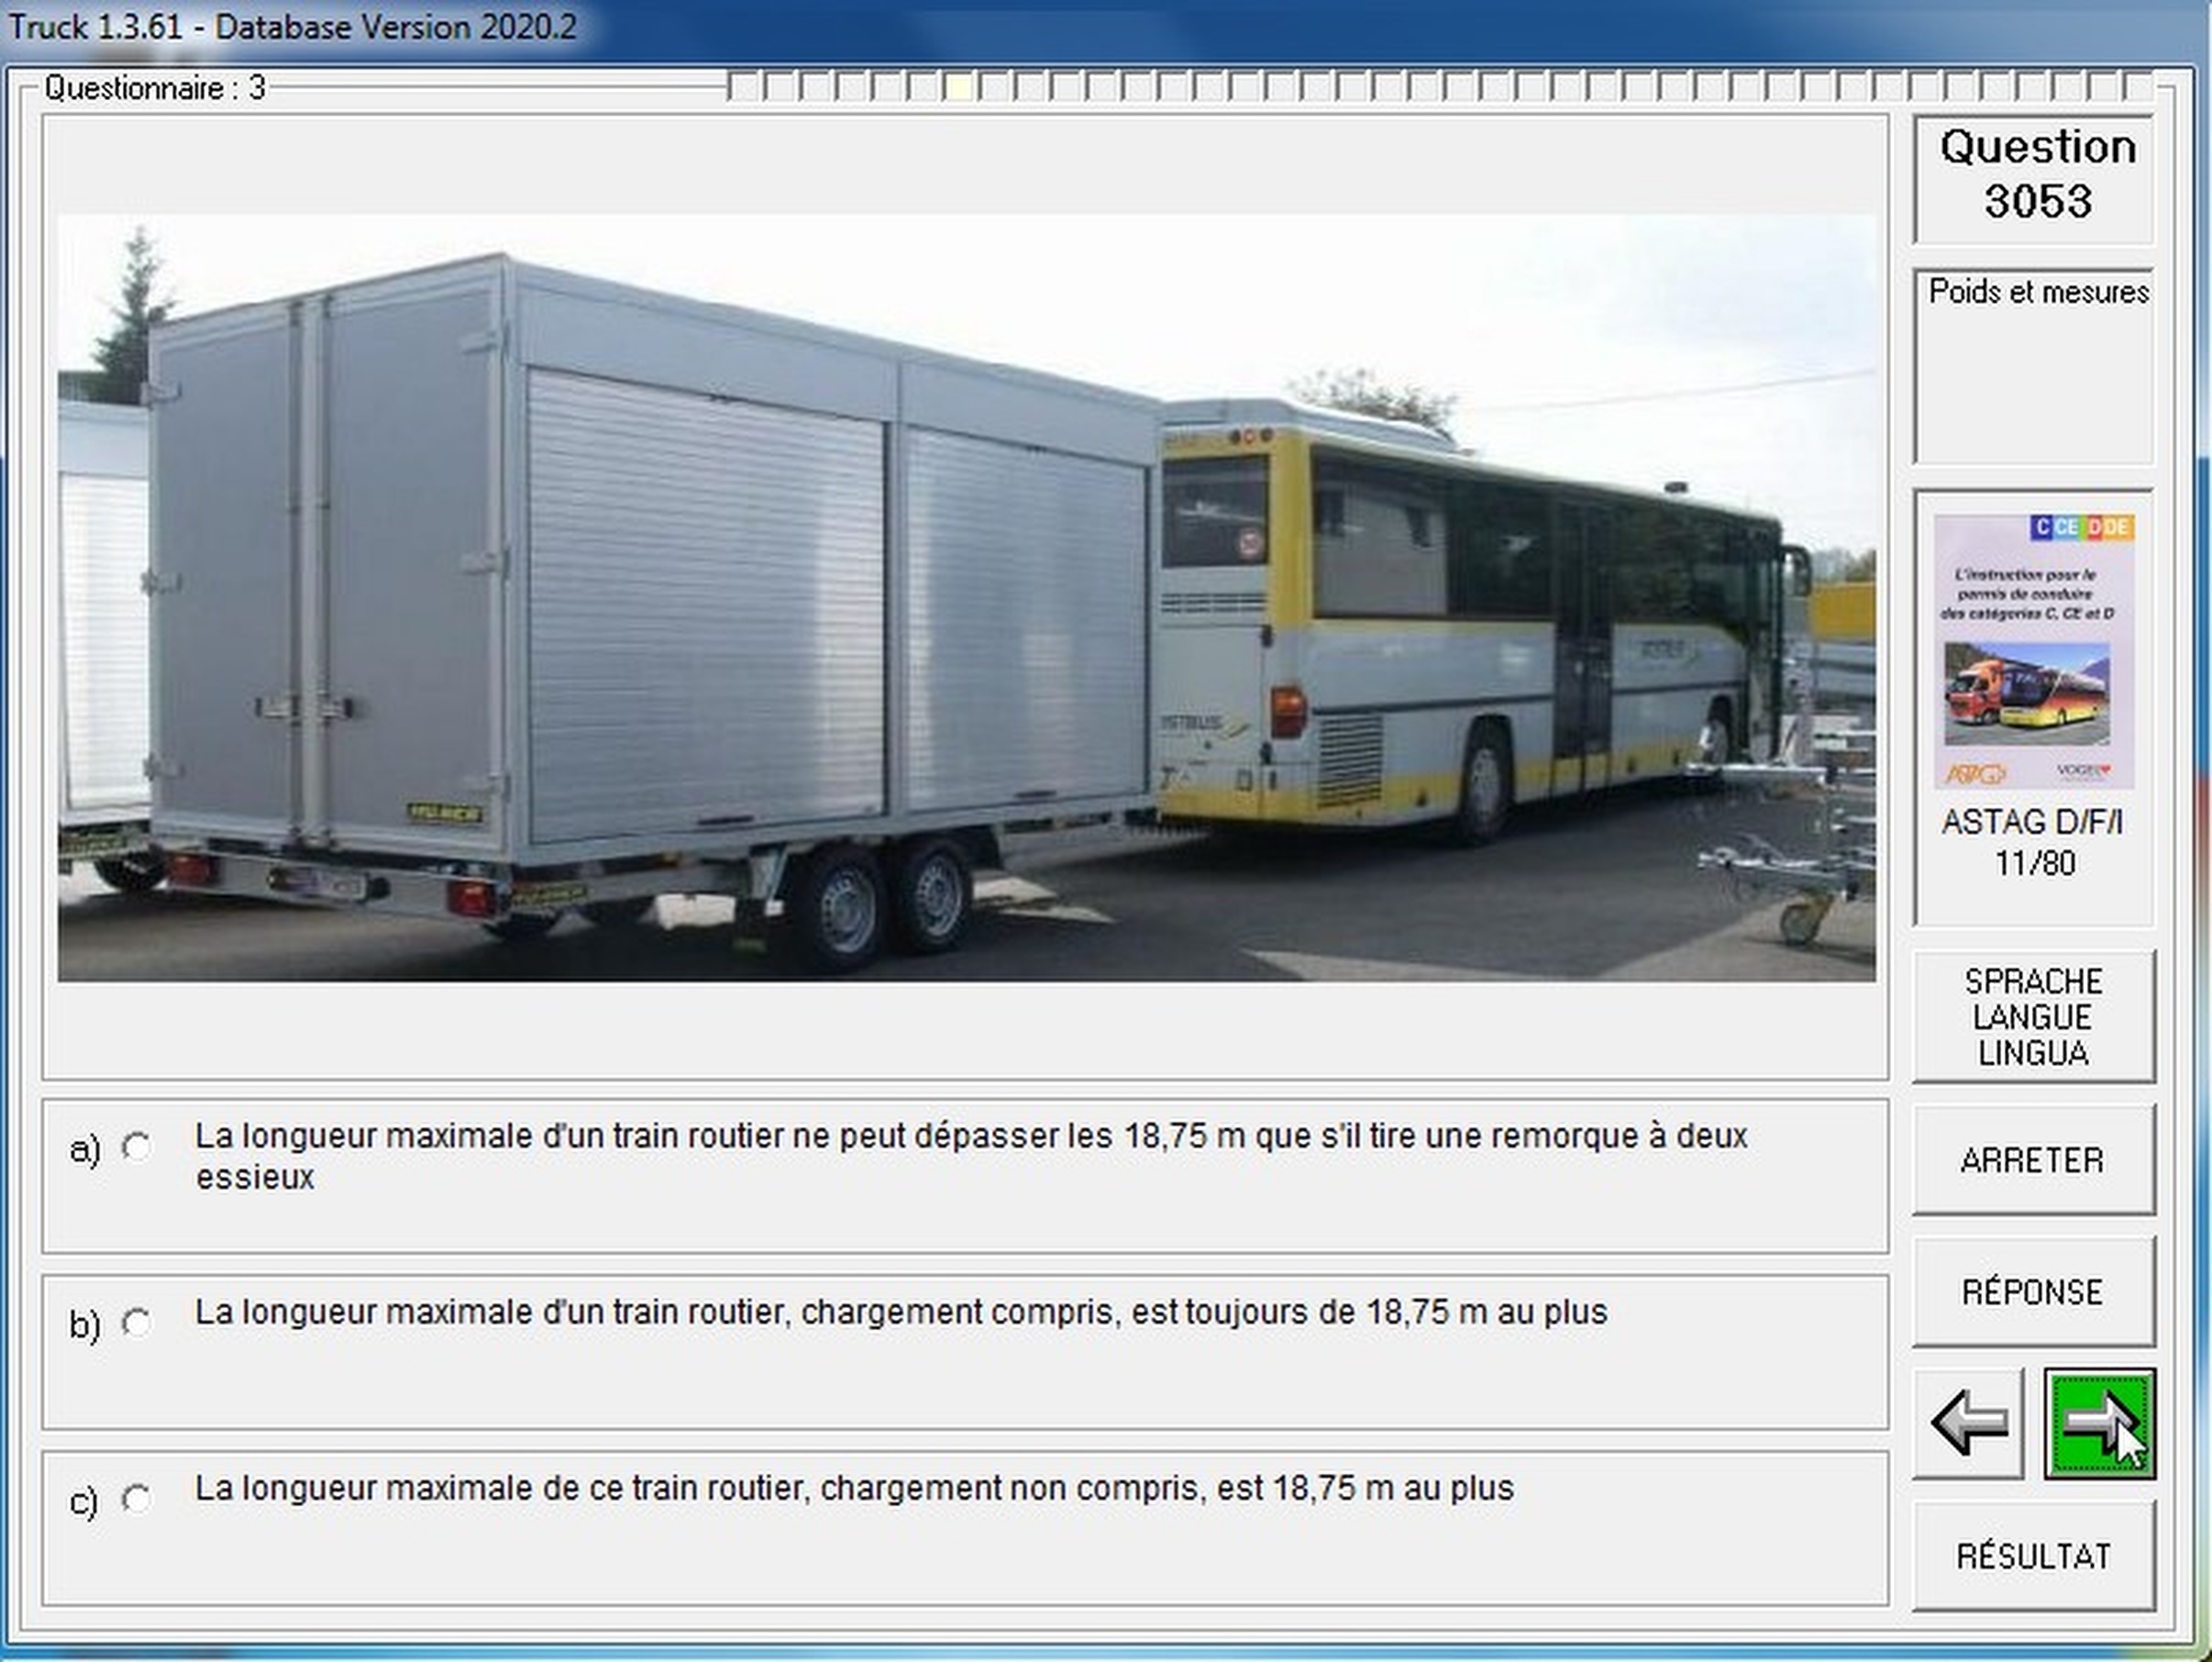 Truck 1.3.61 - Database Version 2020.2
Questionnaire : 3
Question
3053
Poids et mesures
C CE D DE
L'instruction pour le
permis de conduire
des catégories C, CE et D
ASTAG
VOGEL
ASTAG D/F/I
11/80
SPRACHE
LANGUE
LINGUA
a) La longueur maximale d'un train routier ne peut dépasser les 18,75 m que s'il tire une remorque à deux
essieux
ARRETER
b) La longueur maximale d'un train routier, chargement compris, est toujours de 18,75 m au plus
RÉPONSE
c) La longueur maximale de ce train routier, chargement non compris, est 18,75 m au plus
RÉSULTAT